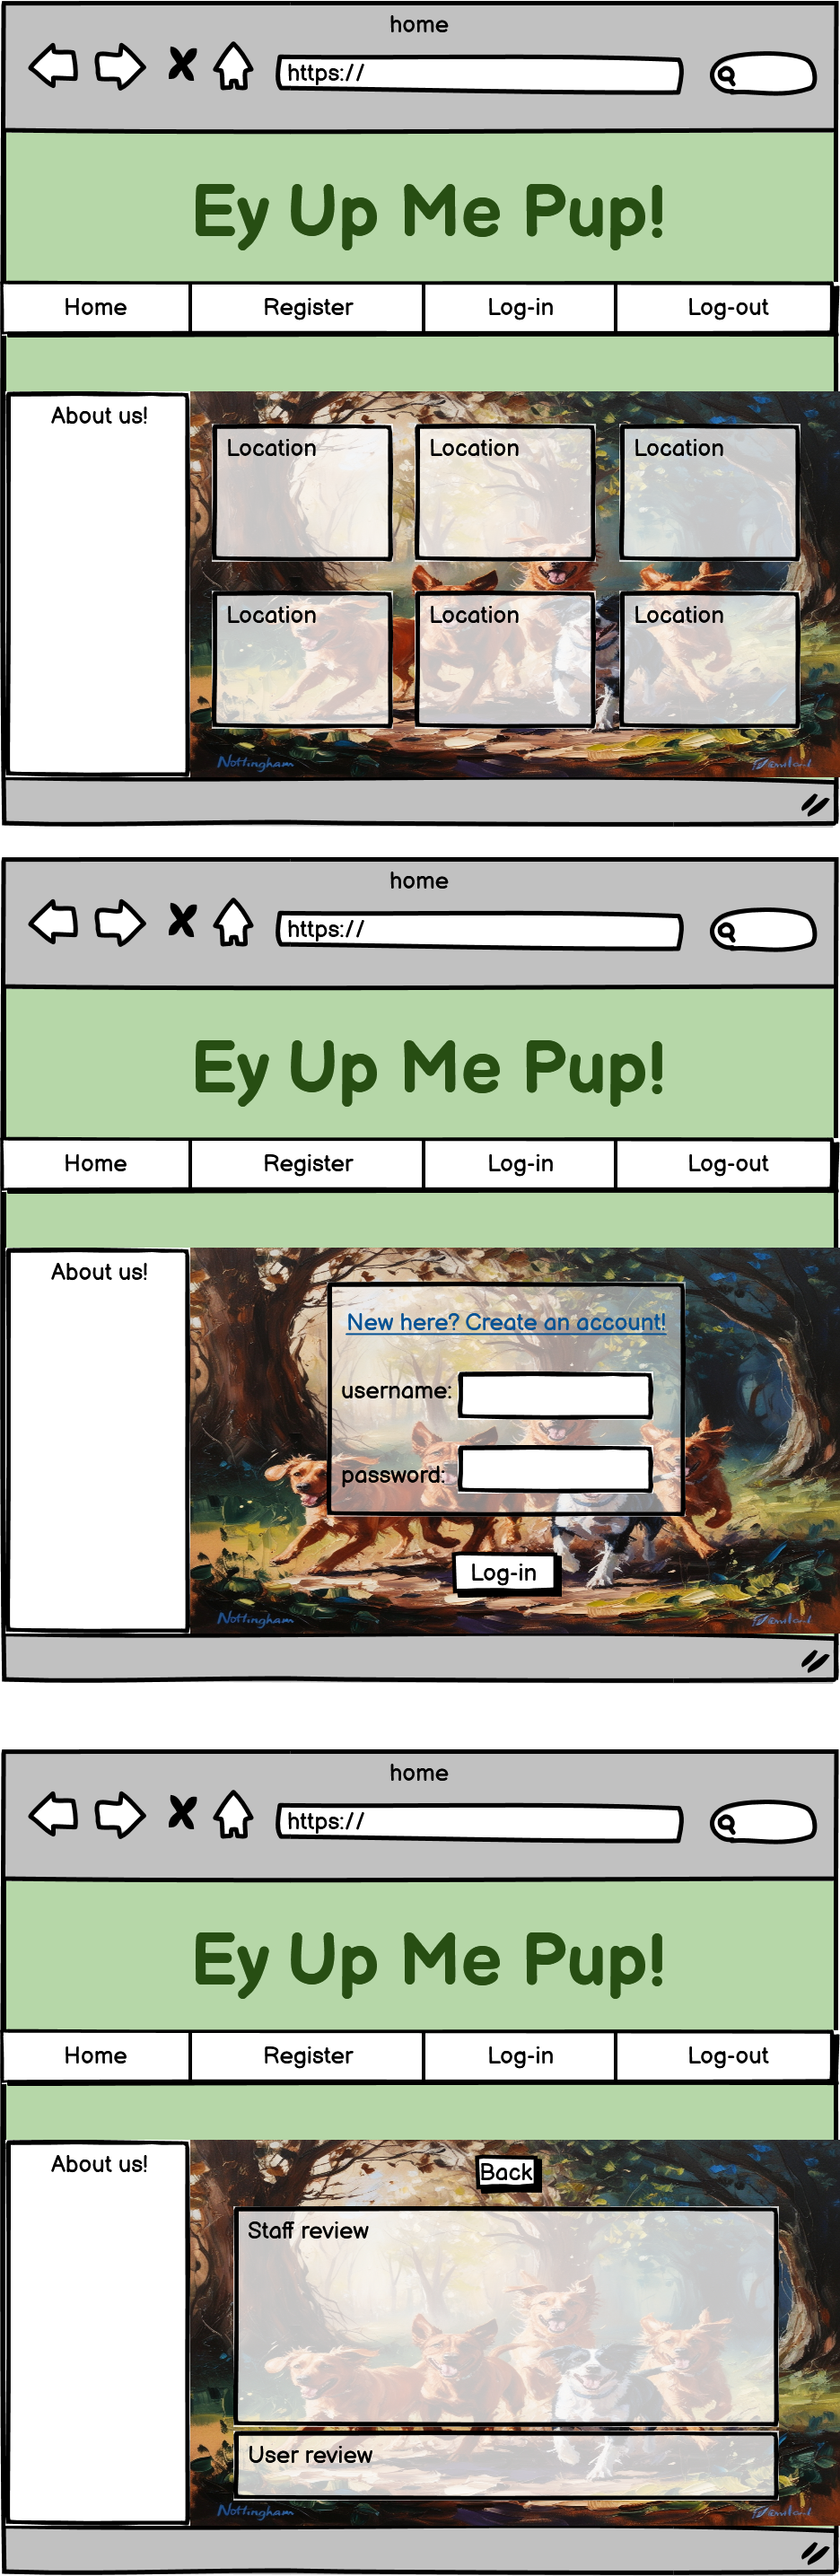 home
https://
Ey Up Me Pup!
Home Register Log-in Log-out
About us!
Location Location Location
Location Location Location
Nottingham
home
https://
Ey Up Me Pup!
Home Register Log-in Log-out
About us!
New here? Create an account!
username:
password:
Log-in
Nottingham
home
https://
Ey Up Me Pup!
Home Register Log-in Log-out
About us!
Back
Staff review
User review
Nottingham